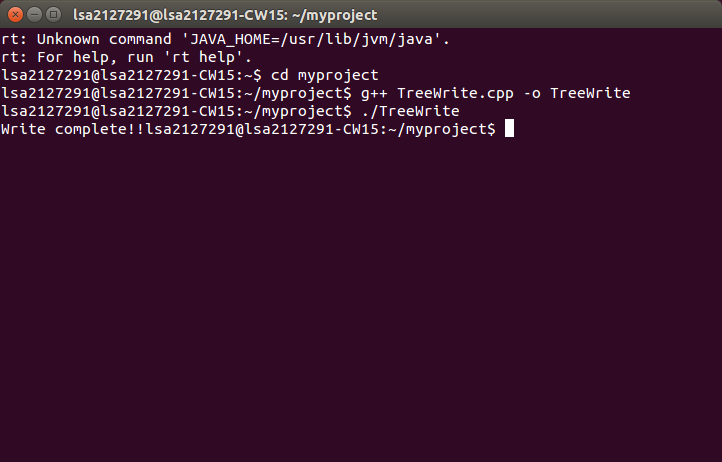 lsa2127291@lsa2127291-CW15: ~/myproject
rt: Unknown command 'JAVA_HOME=/usr/lib/jvm/java'.
rt: For help, run 'rt help'.
lsa2127291@lsa2127291-CW15:~$ cd myproject
lsa2127291@lsa2127291-CW15:~/myproject$ g++ TreeWrite.cpp -o TreeWrite
lsa2127291@lsa2127291-CW15:~/myproject$ ./TreeWrite
Write complete!!lsa2127291@lsa2127291-CW15:~/myproject$